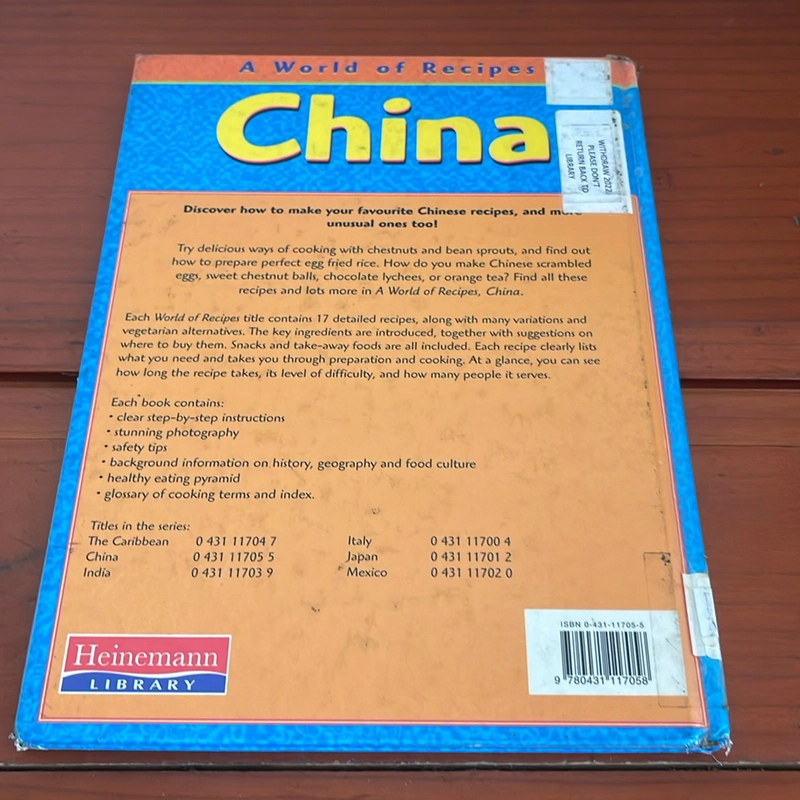 A World of Recipes
China
WITHDRAW 2022
PLEASE DON'T
RETURN BACK TO
LIBRARY
Discover how to make your favourite Chinese recipes, and more
unusual ones too!
Try delicious ways of cooking with chestnuts and bean sprouts, and find out
how to prepare perfect egg fried rice. How do you make Chinese scrambled
eggs, sweet chestnut balls, chocolate lychees, or orange tea? Find all these
recipes and lots more in A World of Recipes, China.
Each World of Recipes title contains 17 detailed recipes, along with many variations and
vegetarian alternatives. The key ingredients are introduced, together with suggestions on
where to buy them. Snacks and take-away foods are all included. Each recipe clearly lists
what you need and takes you through preparation and cooking. At a glance, you can see
how long the recipe takes, its level of difficulty, and how many people it serves.
Each book contains:
• clear step-by-step instructions
• stunning photography
• safety tips
• background information on history, geography and food culture
• healthy eating pyramid
• glossary of cooking terms and index.
Titles in the series:
The Caribbean 0 431 11704 7 Italy 0 431 11700 4
China 0 431 11705 5 Japan 0 431 11701 2
India 0 431 11703 9 Mexico 0 431 11702 0
ISBN 0-431-11705-5
9 780431 117058
Heinemann
LIBRARY